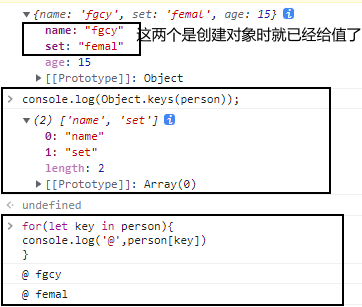 {name: 'fgcy', set: 'femal', age: 15}
name: "fgcy" 这两个是创建对象时就已经给值了
set: "femal"
age: 15
[[Prototype]]: Object
console.log(Object.keys(person));
(2) ['name', 'set']
0: "name"
1: "set"
length: 2
[[Prototype]]: Array(0)
undefined
for(let key in person){
console.log('@',person[key])
}
@ fgcy
@ femal